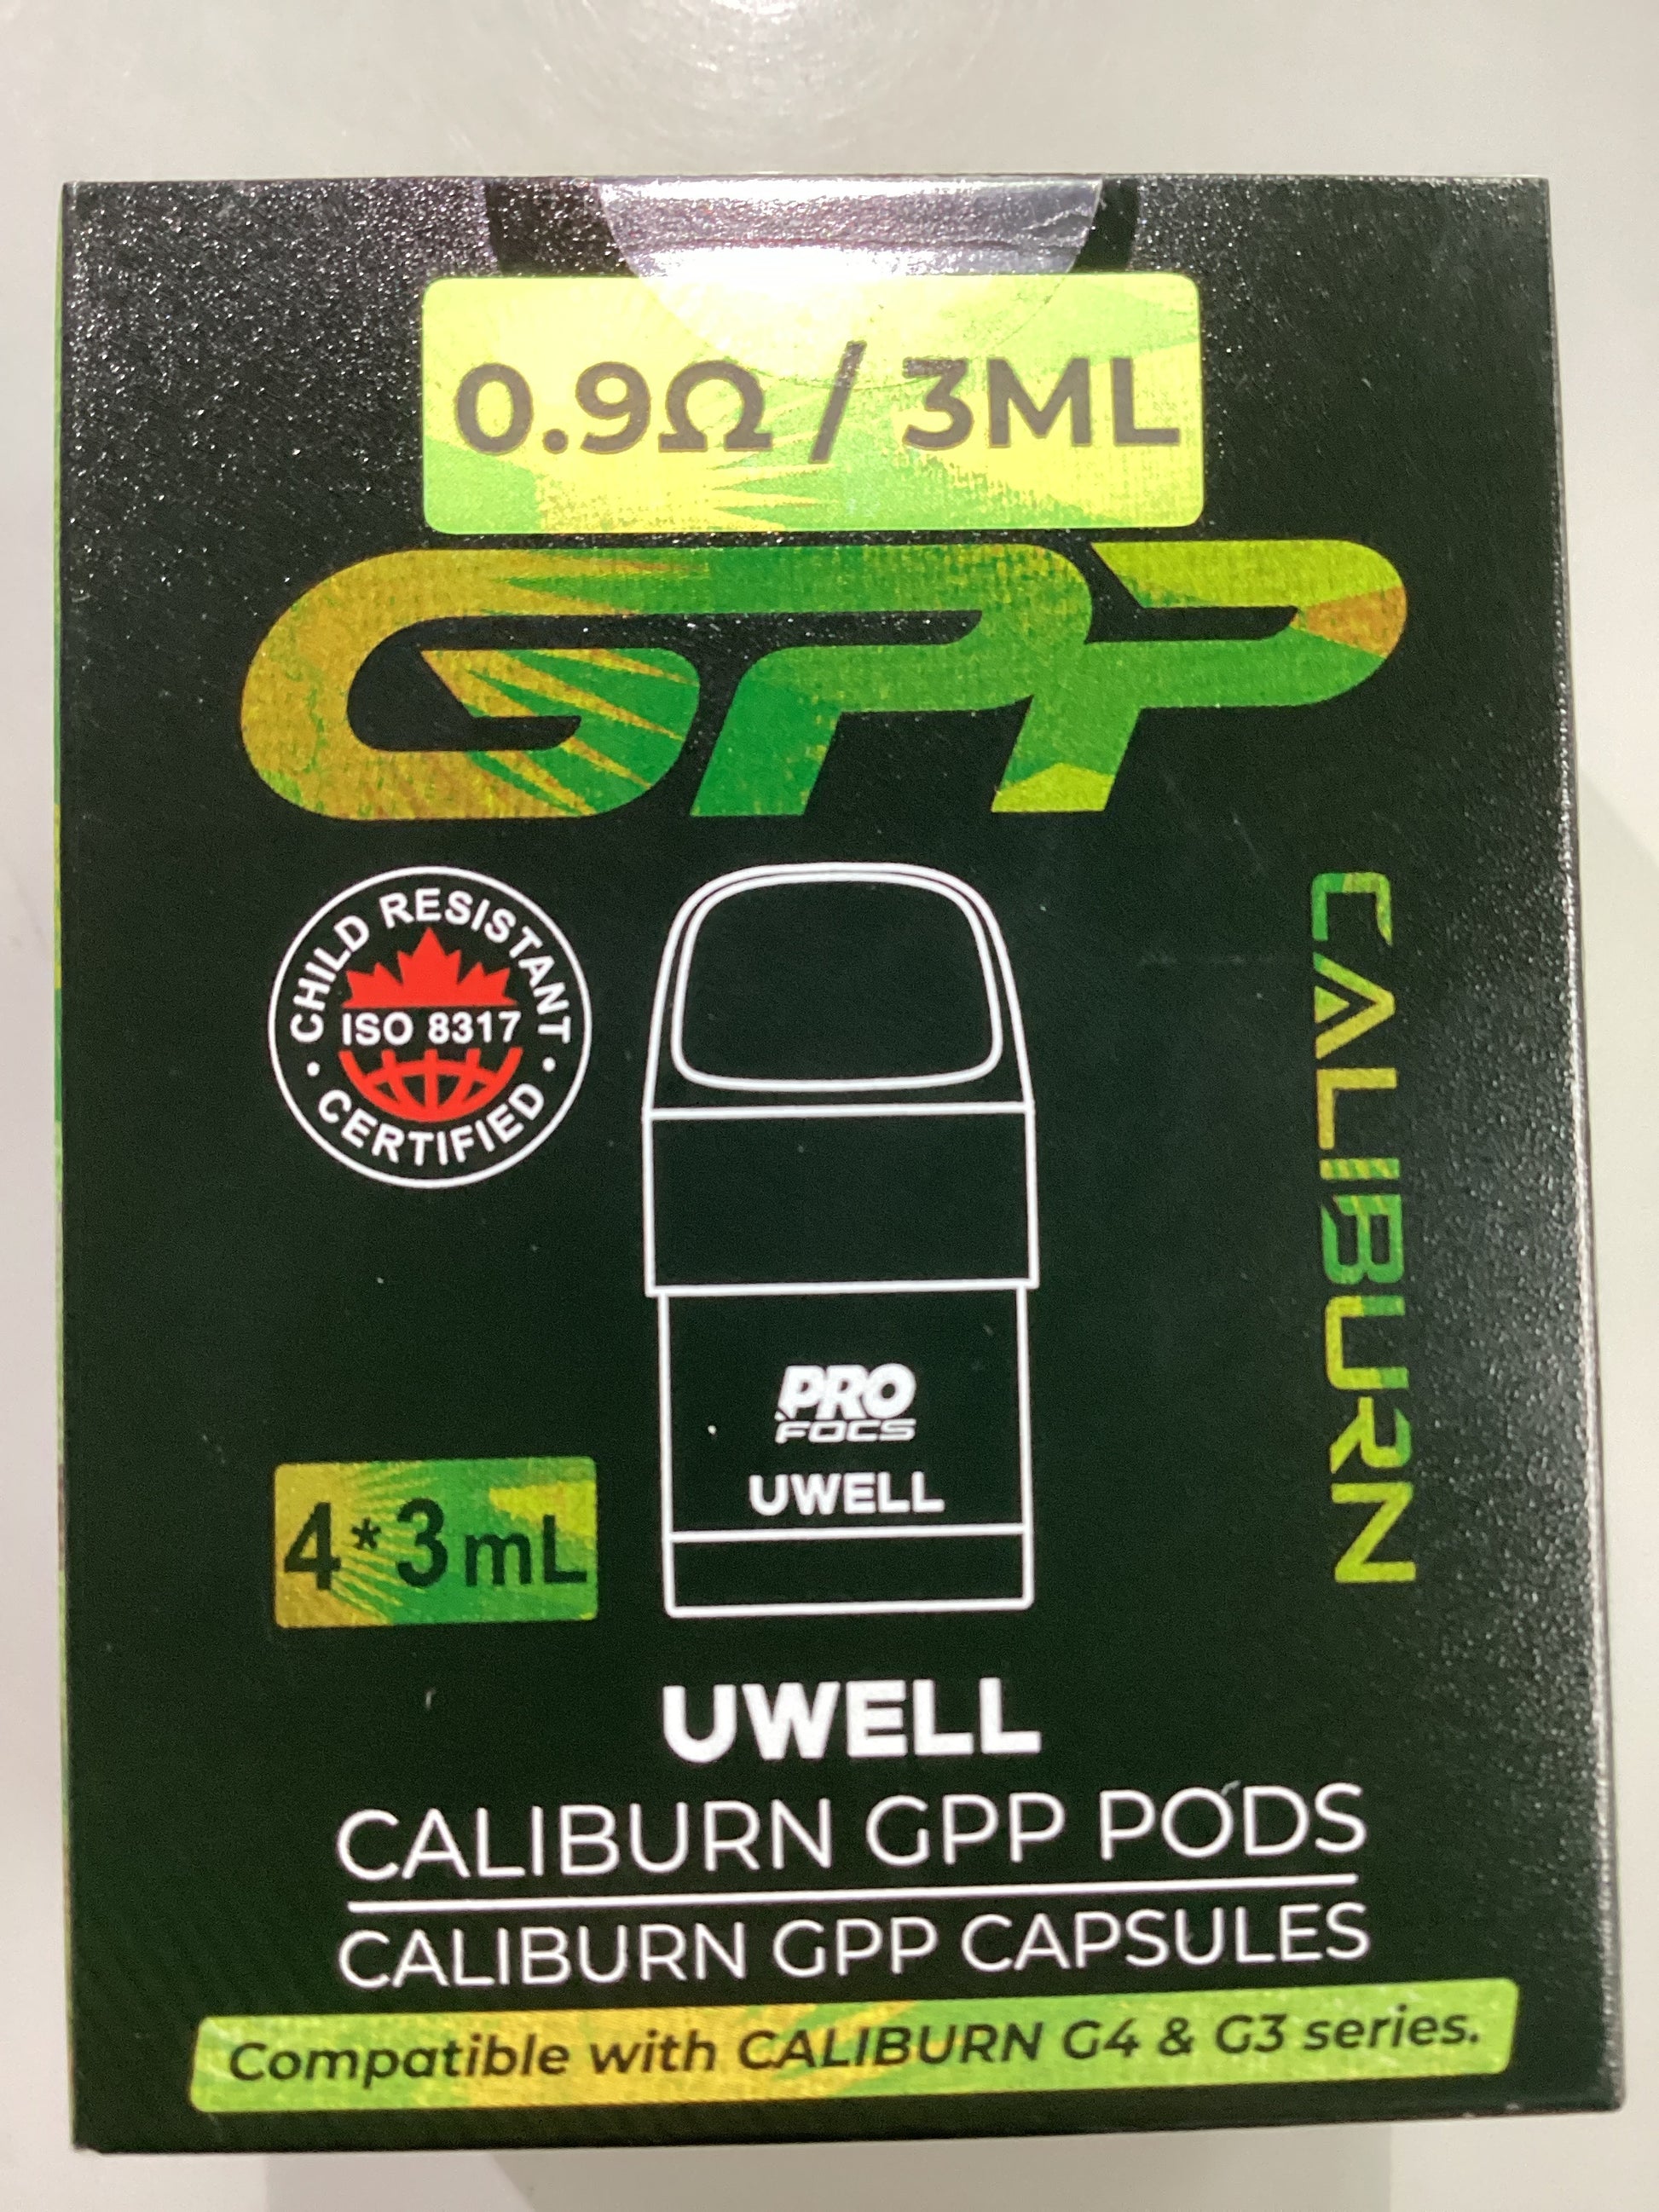 0.9Ω / 3ML
GPP
CHILD RESISTANT
ISO 8317
CERTIFIED
CALIBURN
PRO
FOCS
UWELL
4*3mL
UWELL
CALIBURN GPP PODS
CALIBURN GPP CAPSULES
Compatible with CALIBURN G4 & G3 series.